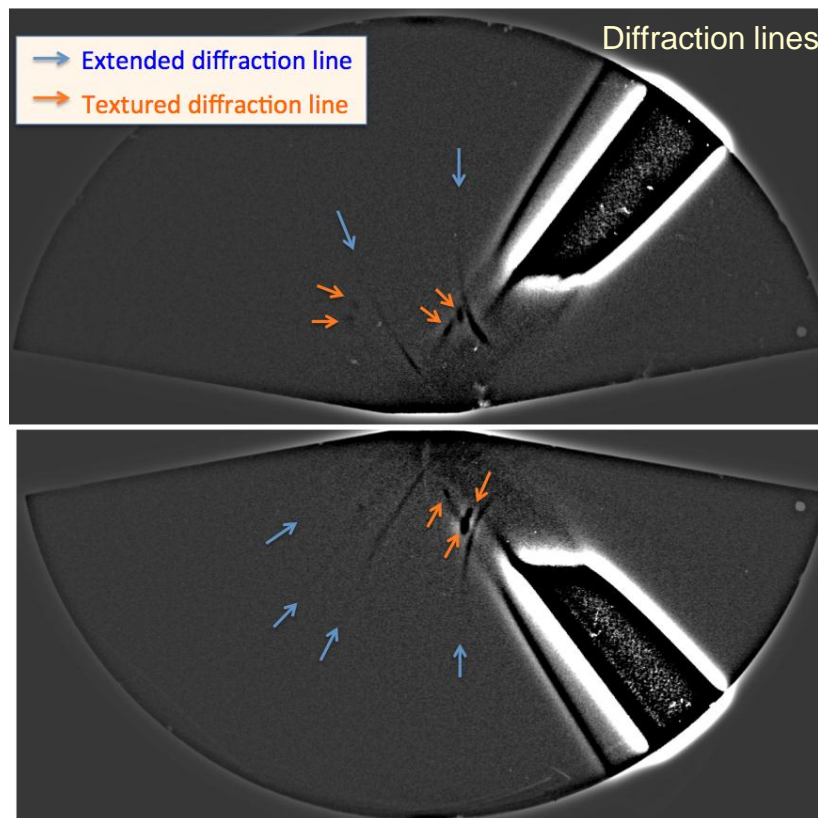 Diffraction lines
Extended diffraction line
Textured diffraction line